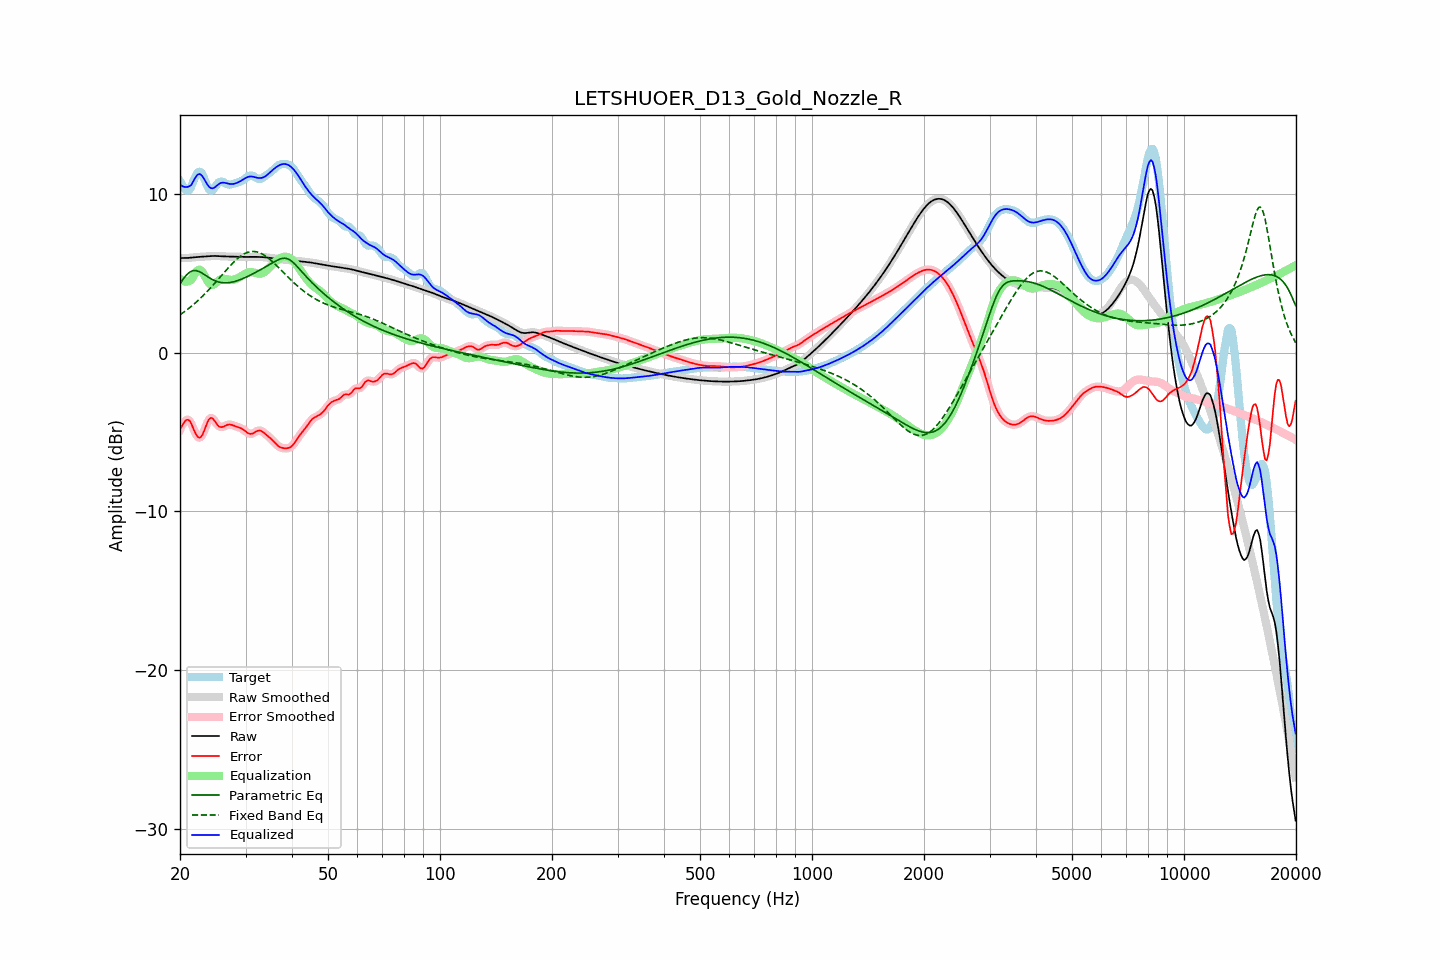 LETSHUOER_D13_Gold_Nozzle_R
Amplitude (dBr)
10
0
−10
−20
−30
Target
Raw Smoothed
Error Smoothed
Raw
Error
Equalization
Parametric Eq
Fixed Band Eq
Equalized
20 50 100 200 500 1000 2000 5000 10000 20000
Frequency (Hz)